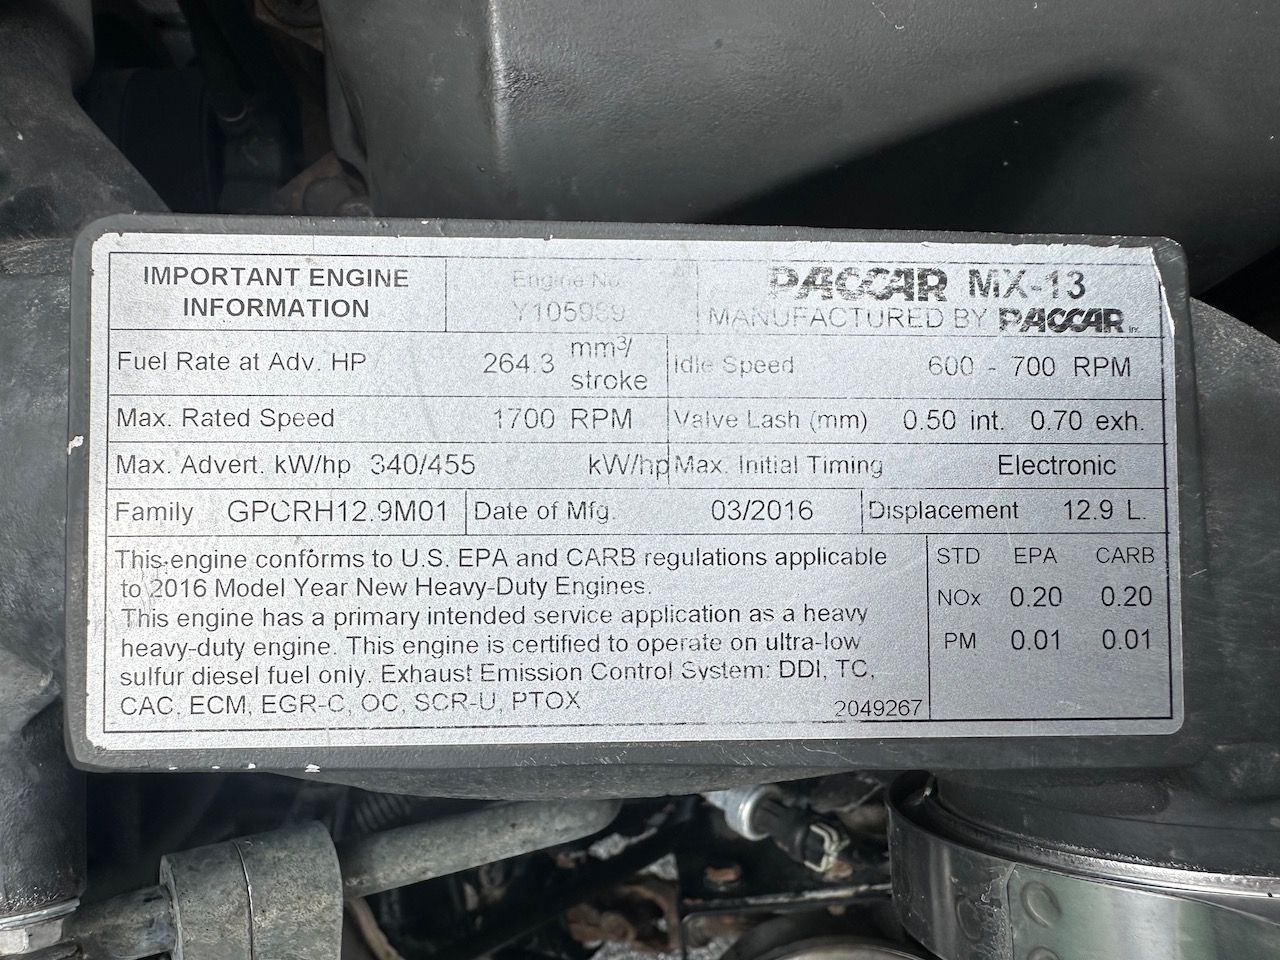 IMPORTANT ENGINE
INFORMATION
Engine No
PACCAR MX-13
MANUFACTURED BY PACCAR
Fuel Rate at Adv. HP 264.3 mm³/
stroke
Idle Speed 600 - 700 RPM
Max. Rated Speed 1700 RPM
Valve Lash (mm) 0.50 int. 0.70 exh.
Max. Advert. kW/hp 340/455 kW/hp
Max. Initial Timing Electronic
Family GPCRH12.9M01
Date of Mfg. 03/2016
Displacement 12.9 L.
This engine conforms to U.S. EPA and CARB regulations applicable
to 2016 Model Year New Heavy-Duty Engines.
This engine has a primary intended service application as a heavy
heavy-duty engine. This engine is certified to operate on ultra-low
sulfur diesel fuel only. Exhaust Emission Control System: DDI, TC,
CAC, ECM, EGR-C, OC, SCR-U, PTOX
2049267
STD EPA CARB
NOx 0.20 0.20
PM 0.01 0.01